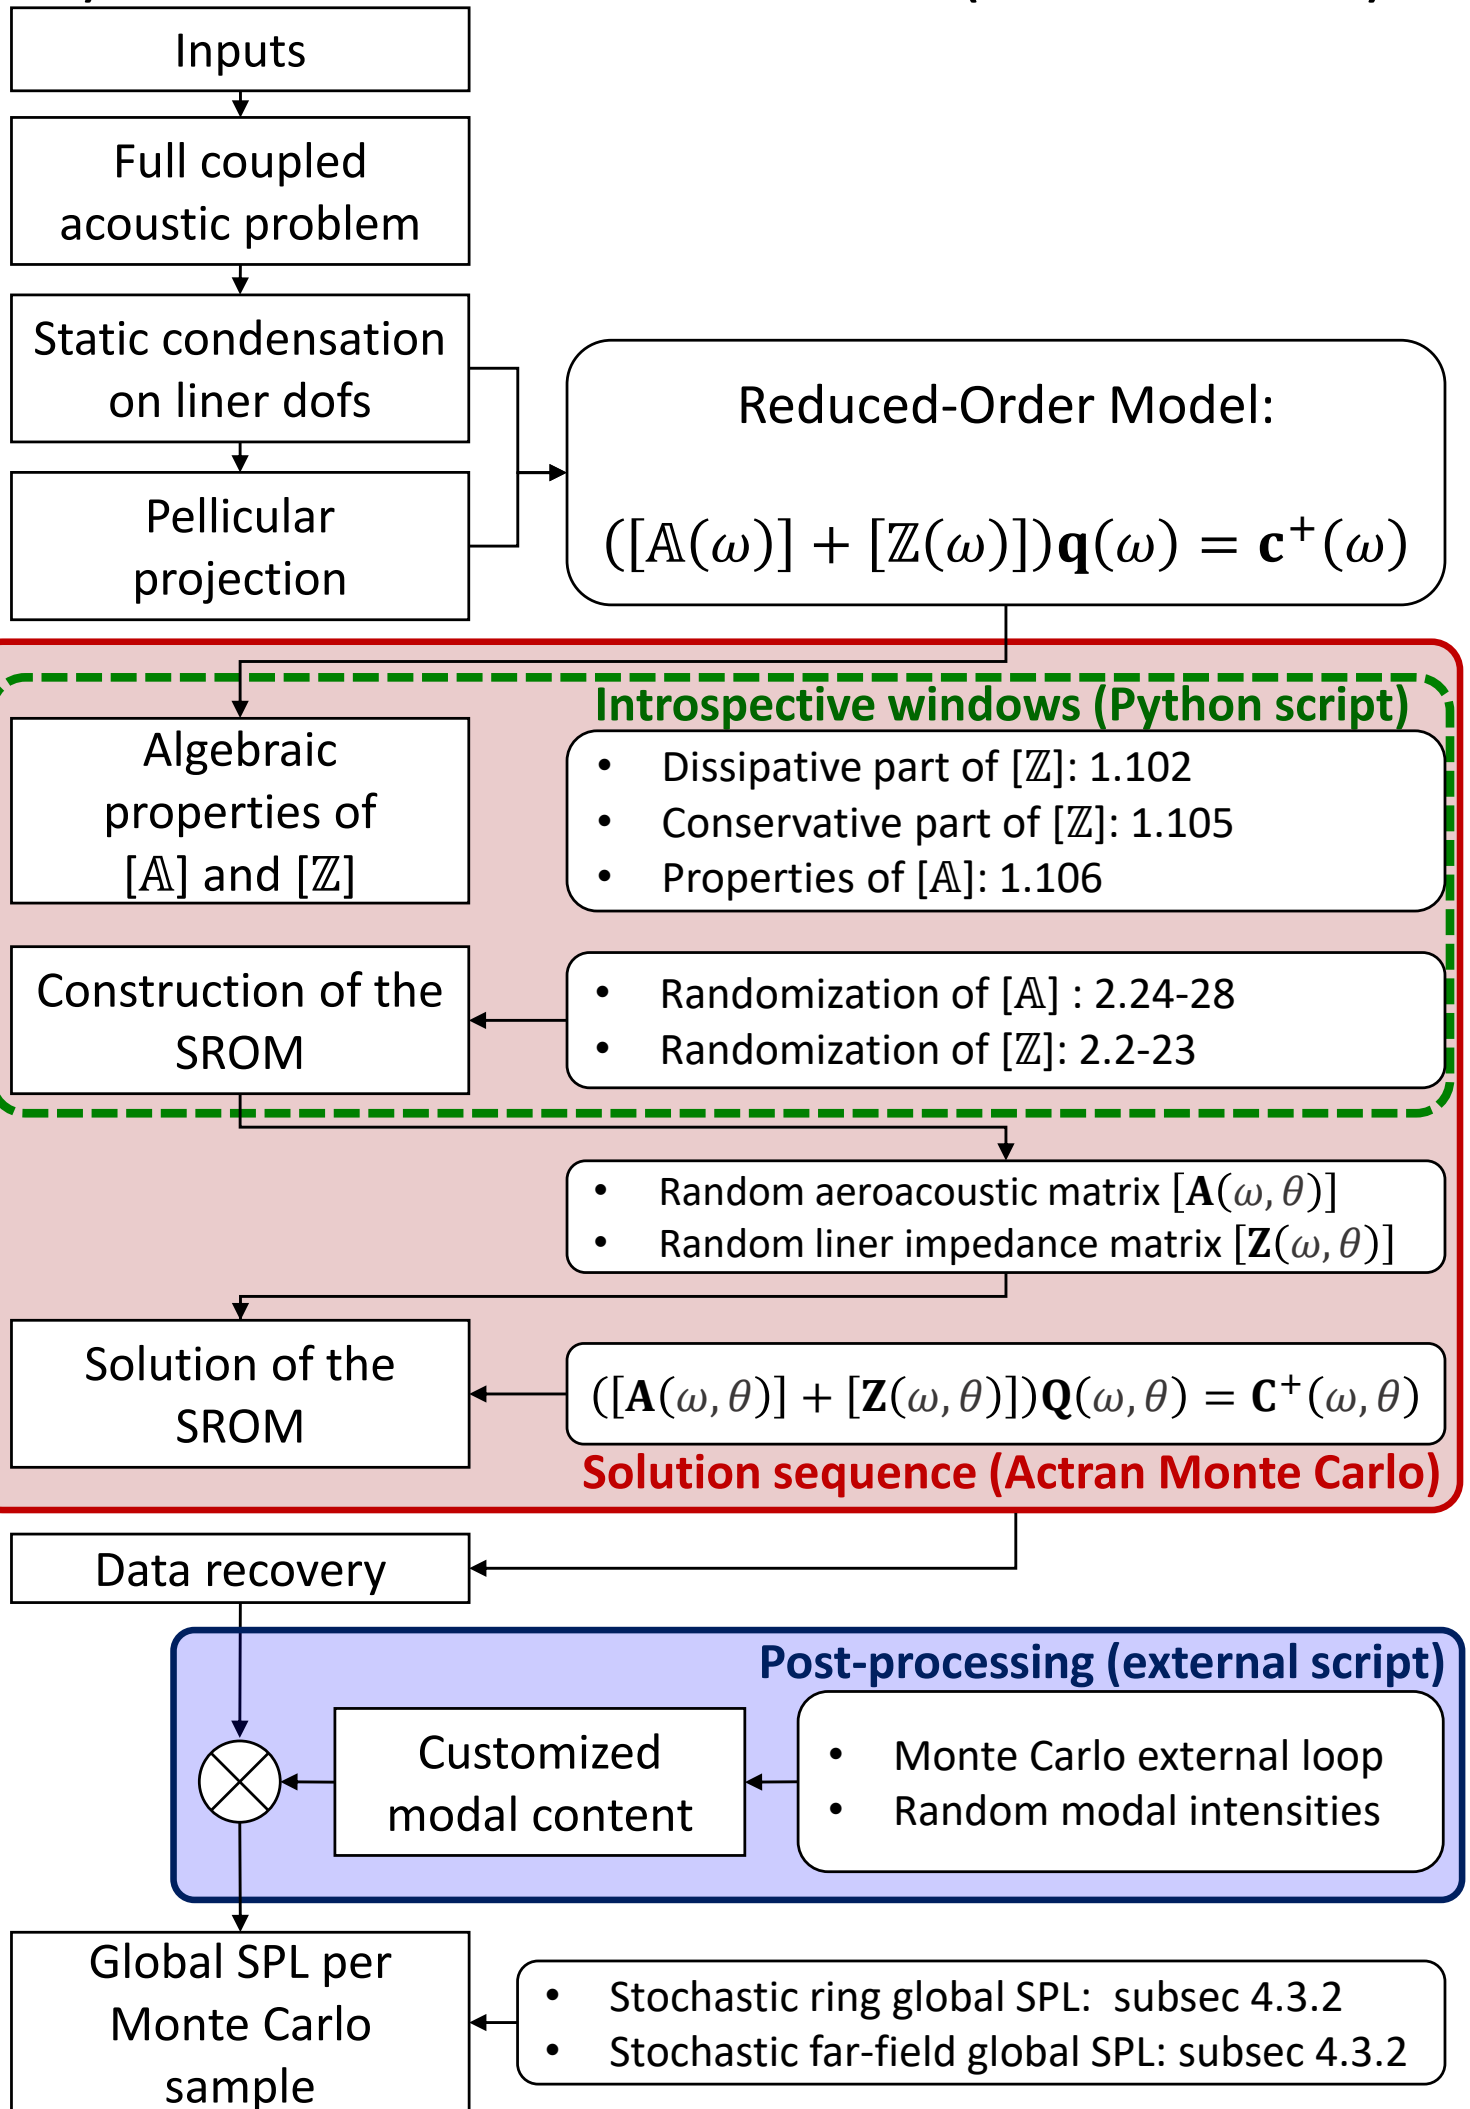 Inputs
Full coupled
acoustic problem
Static condensation
on liner dofs
Pellicular
projection
Reduced-Order Model:
([𝔸(ω)] + [ℤ(ω)])𝐪(ω) = 𝐜⁺(ω)
Introspective windows (Python script)
Algebraic
properties of
[𝔸] and [ℤ]
• Dissipative part of [ℤ]: 1.102
• Conservative part of [ℤ]: 1.105
• Properties of [𝔸]: 1.106
Construction of the
SROM
• Randomization of [𝔸] : 2.24-28
• Randomization of [ℤ]: 2.2-23
• Random aeroacoustic matrix [𝐀(ω, θ)]
• Random liner impedance matrix [𝐙(ω, θ)]
Solution of the
SROM
([𝐀(ω, θ)] + [𝐙(ω, θ)])𝐐(ω, θ) = 𝐂⁺(ω, θ)
Solution sequence (Actran Monte Carlo)
Data recovery
Post-processing (external script)
Customized
modal content
• Monte Carlo external loop
• Random modal intensities
Global SPL per
Monte Carlo
sample
• Stochastic ring global SPL: subsec 4.3.2
• Stochastic far-field global SPL: subsec 4.3.2